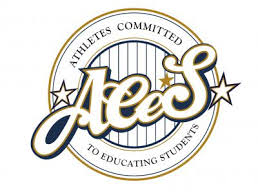 ATHLETES COMMITTED
ACeS
TO EDUCATING STUDENTS